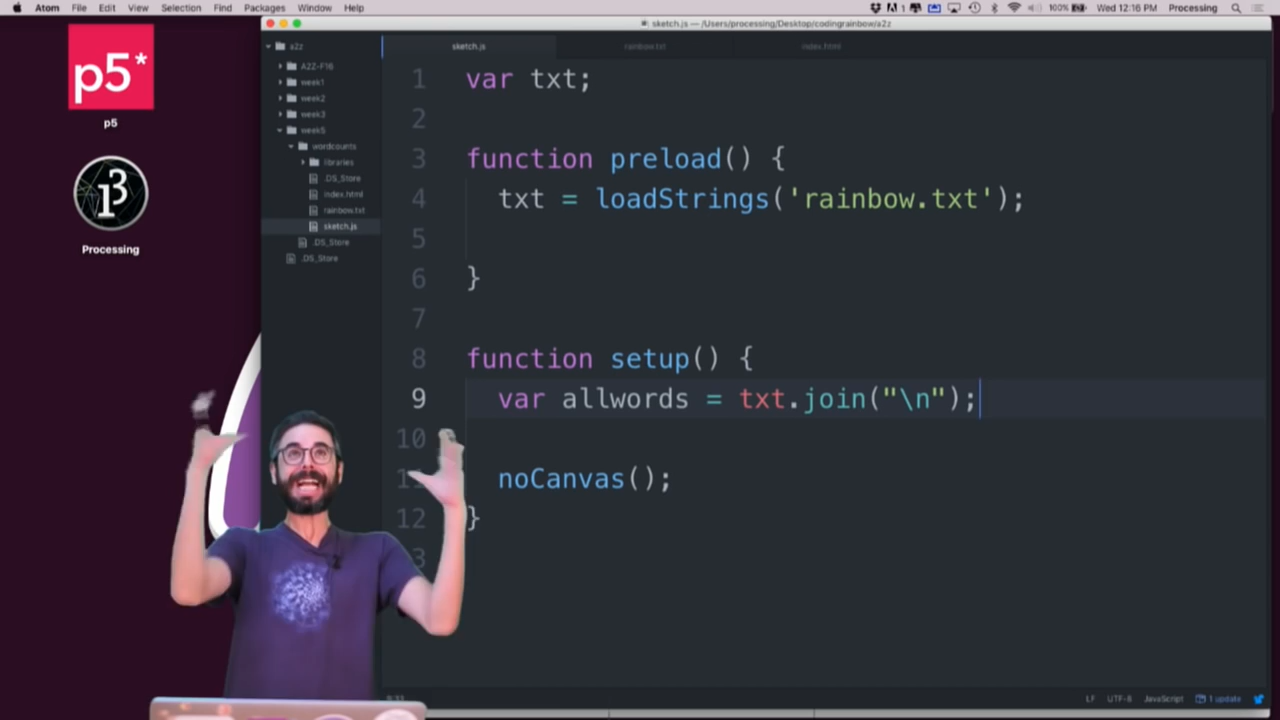 Atom File Edit View Selection Find Packages Window Help
1 100% Wed 12:16 PM Processing
sketch.js — /Users/processing/Desktop/codingrainbow/a2z
p5*
p5
Processing
a2z
A2Z-F16
week1
week2
week3
week5
wordcounts
libraries
.DS_Store
index.html
rainbow.txt
sketch.js
.DS_Store
.DS_Store
sketch.js rainbow.txt index.html
1 var txt;
2
3 function preload() {
4 txt = loadStrings('rainbow.txt');
5
6 }
7
8 function setup() {
9 var allwords = txt.join("\n");
10
11 noCanvas();
12 }
3
LF UTF-8 JavaScript 1 update